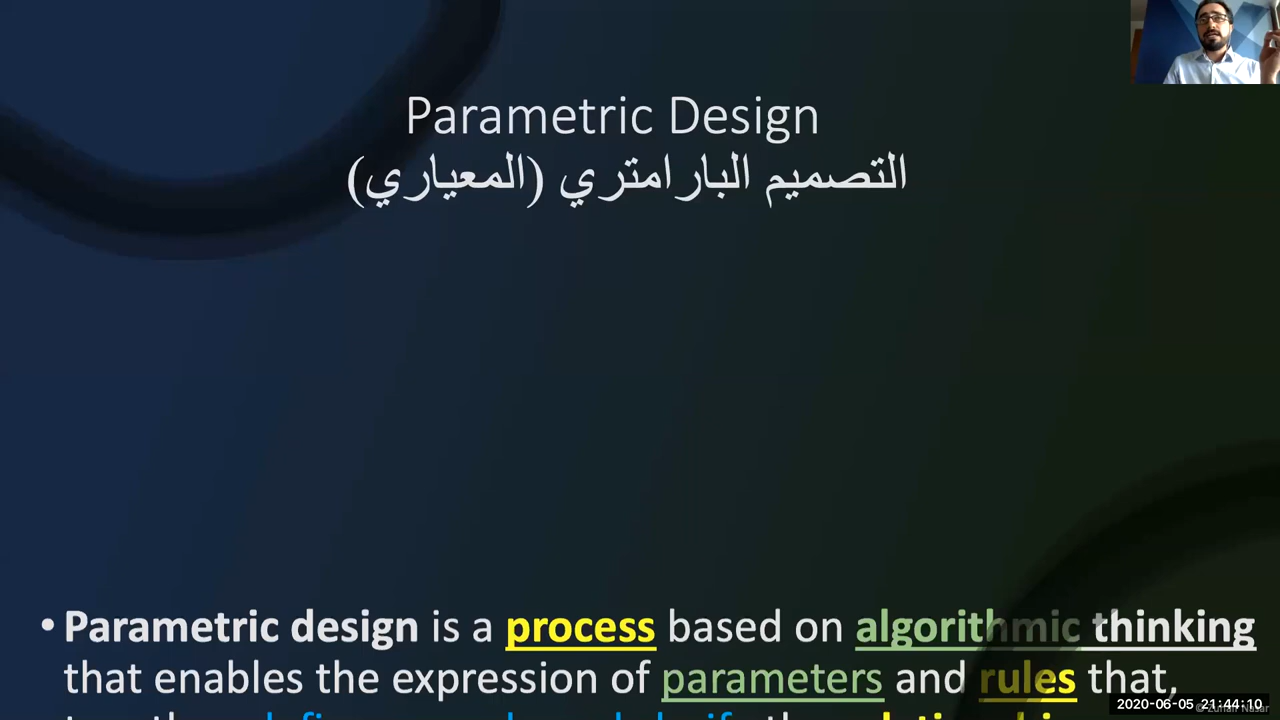 Parametric Design
التصميم البارامتري (المعياري)
• Parametric design is a process based on algorithmic thinking
that enables the expression of parameters and rules that,
2020-06-05 21:44:10